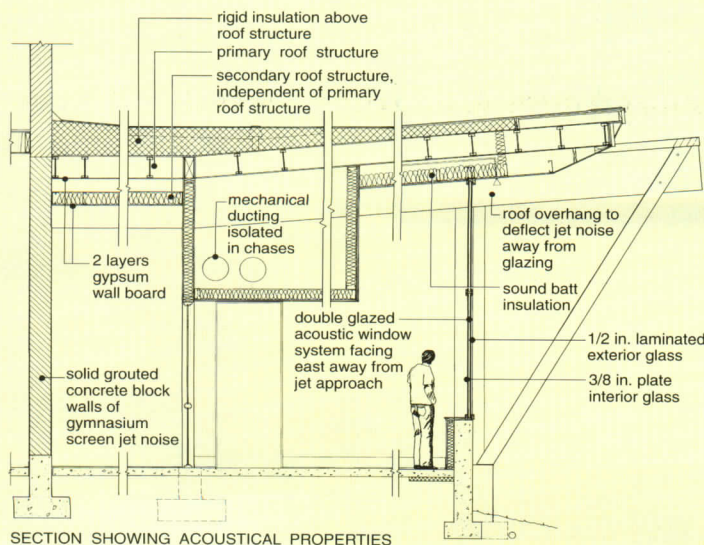 rigid insulation above
roof structure
primary roof structure
secondary roof structure,
independent of primary
roof structure
mechanical
ducting
isolated
in chases
roof overhang to
deflect jet noise
away from
glazing
2 layers
gypsum
wall board
sound batt
insulation
double glazed
acoustic window
system facing
east away from
jet approach
1/2 in. laminated
exterior glass
3/8 in. plate
interior glass
solid grouted
concrete block
walls of
gymnasium
screen jet noise
SECTION SHOWING ACOUSTICAL PROPERTIES